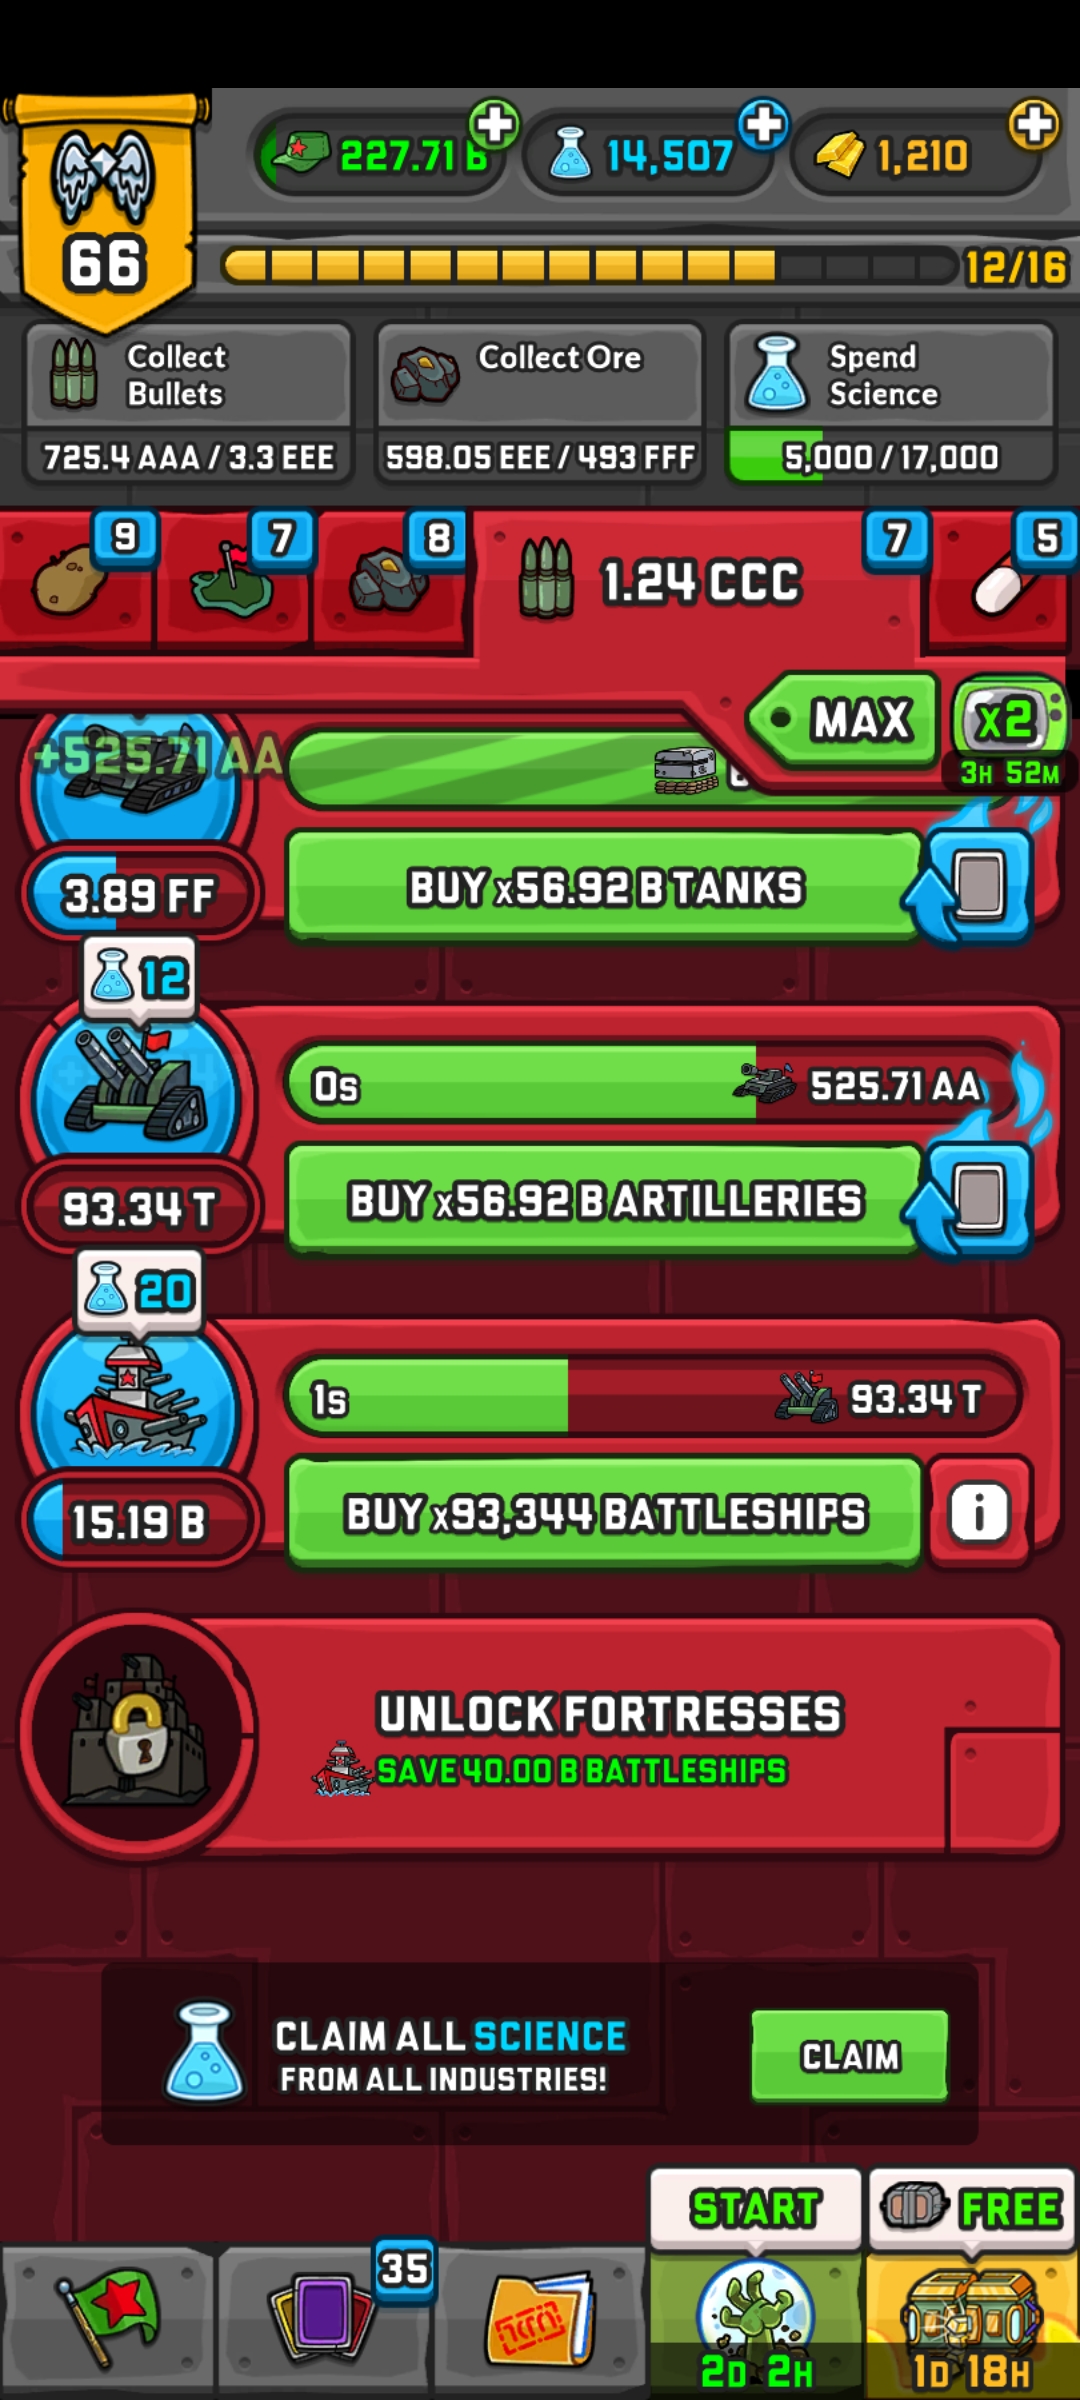 66
227.71 B
14,507
1,210
12/16
Collect
Bullets
725.4 AAA / 3.3 EEE
Collect Ore
598.05 EEE / 493 FFF
Spend
Science
5,000 / 17,000
9
7
8
1.24 CCC
7
5
MAX
x2
3H 52M
+525.71 AA
3.89 FF
BUY x56.92 B TANKS
12
0s
525.71 AA
93.34 T
BUY x56.92 B ARTILLERIES
20
1s
93.34 T
15.19 B
BUY x93,344 BATTLESHIPS
i
UNLOCK FORTRESSES
SAVE 40.00 B BATTLESHIPS
CLAIM ALL SCIENCE
FROM ALL INDUSTRIES!
CLAIM
START
FREE
35
2D 2H
1D 18H